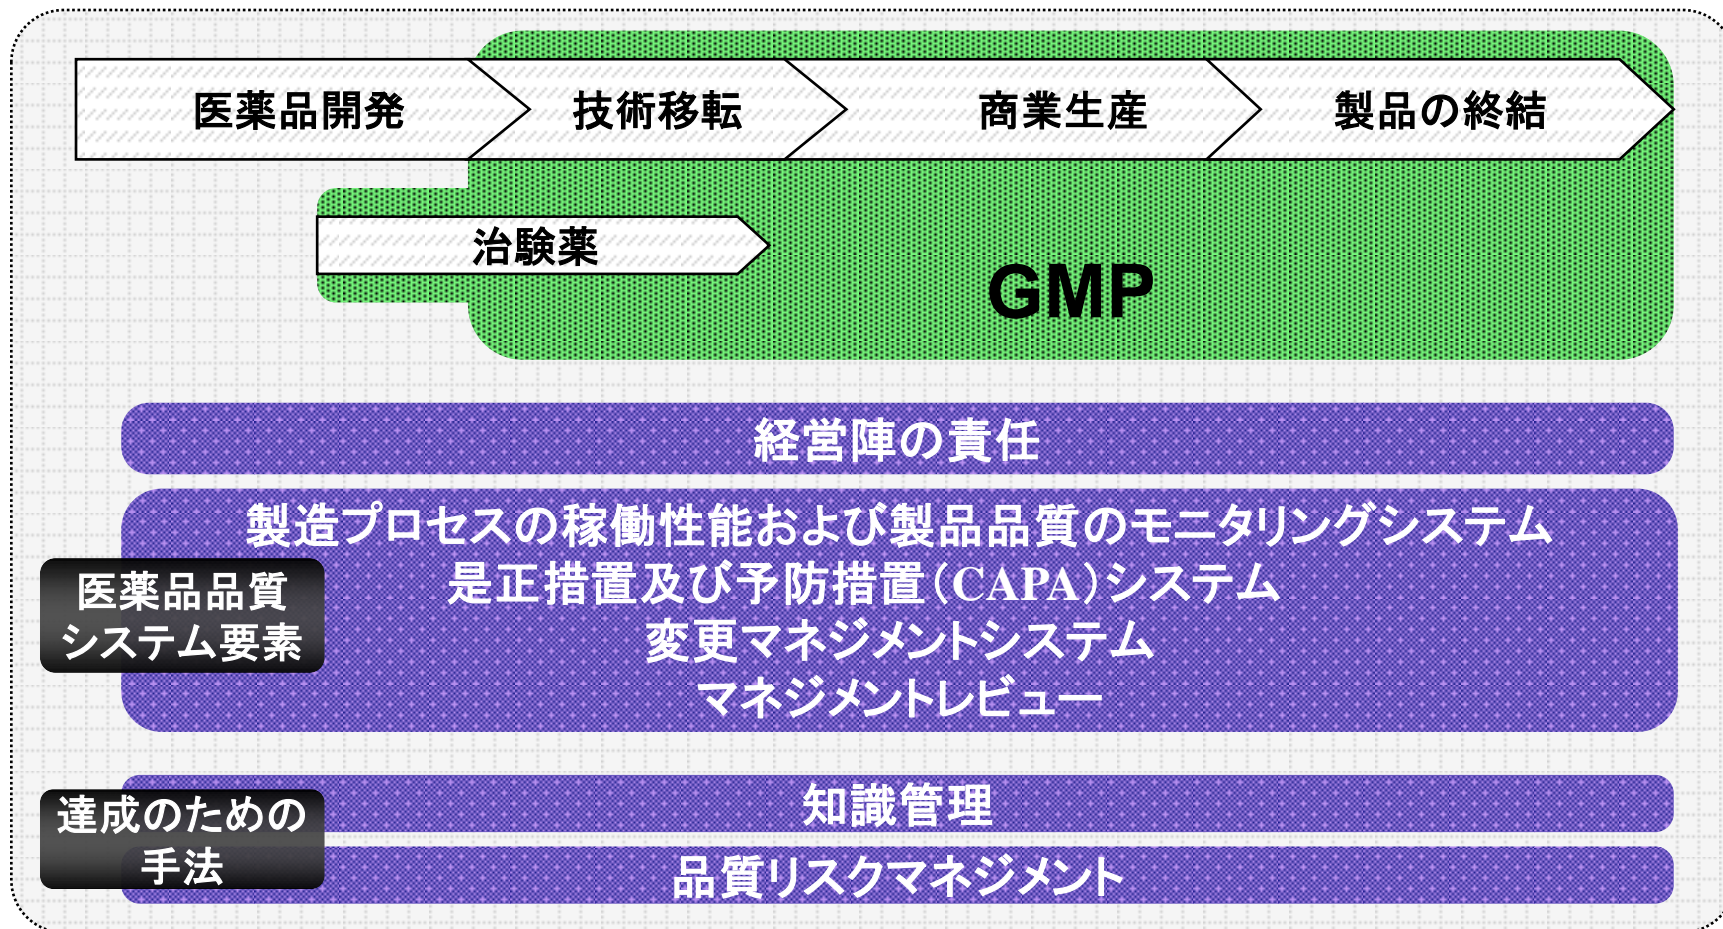 医薬品開発
技術移転
商業生産
製品の終結
治験薬
GMP
経営陣の責任
製造プロセスの稼働性能および製品品質のモニタリングシステム
是正措置及び予防措置(CAPA)システム
変更マネジメントシステム
マネジメントレビュー
医薬品品質
システム要素
知識管理
達成のための
手法
品質リスクマネジメント